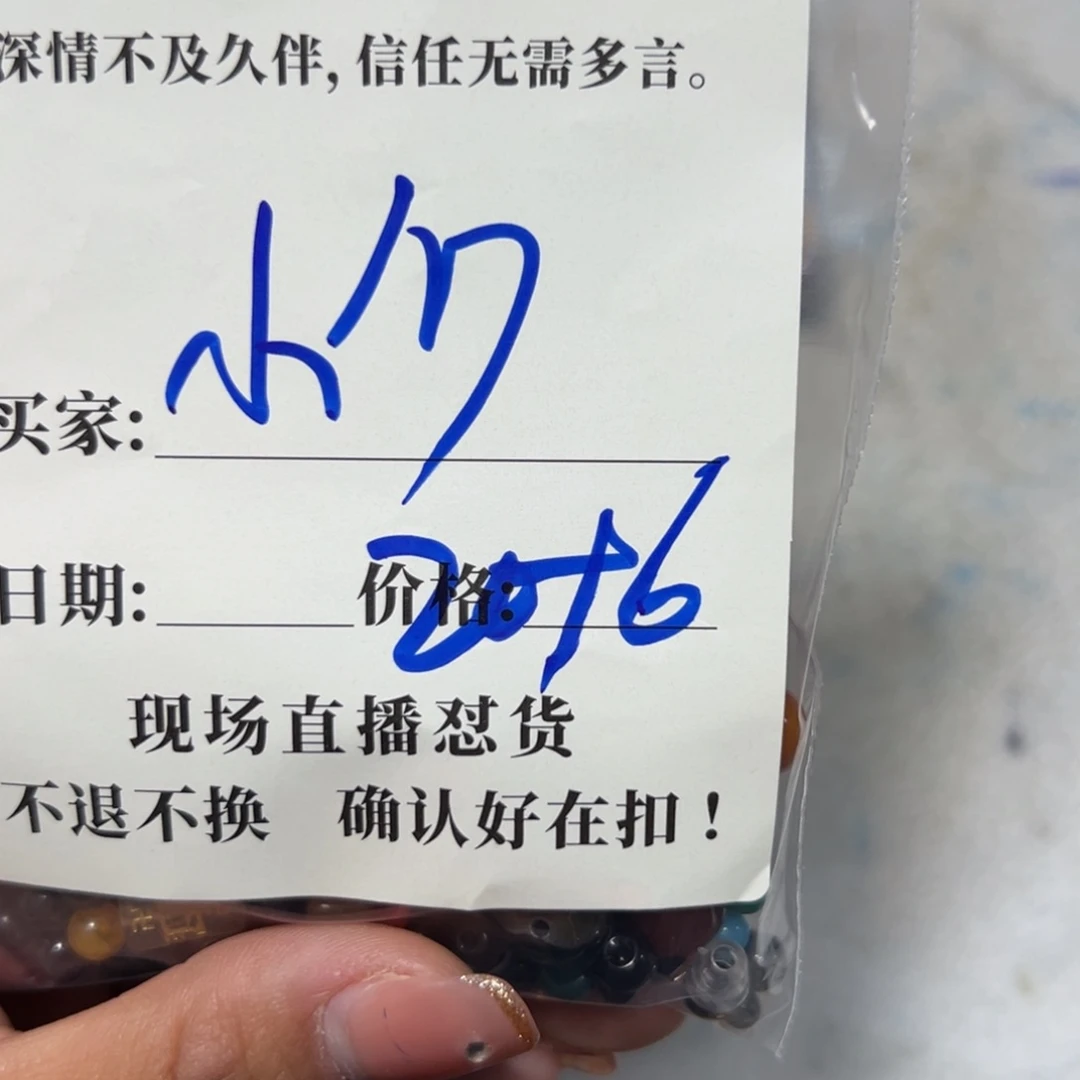 深情不及久伴,信任无需多言。
买家:
日期: 价格: 2016
现场直播怼货
不退不换 确认好在扣!